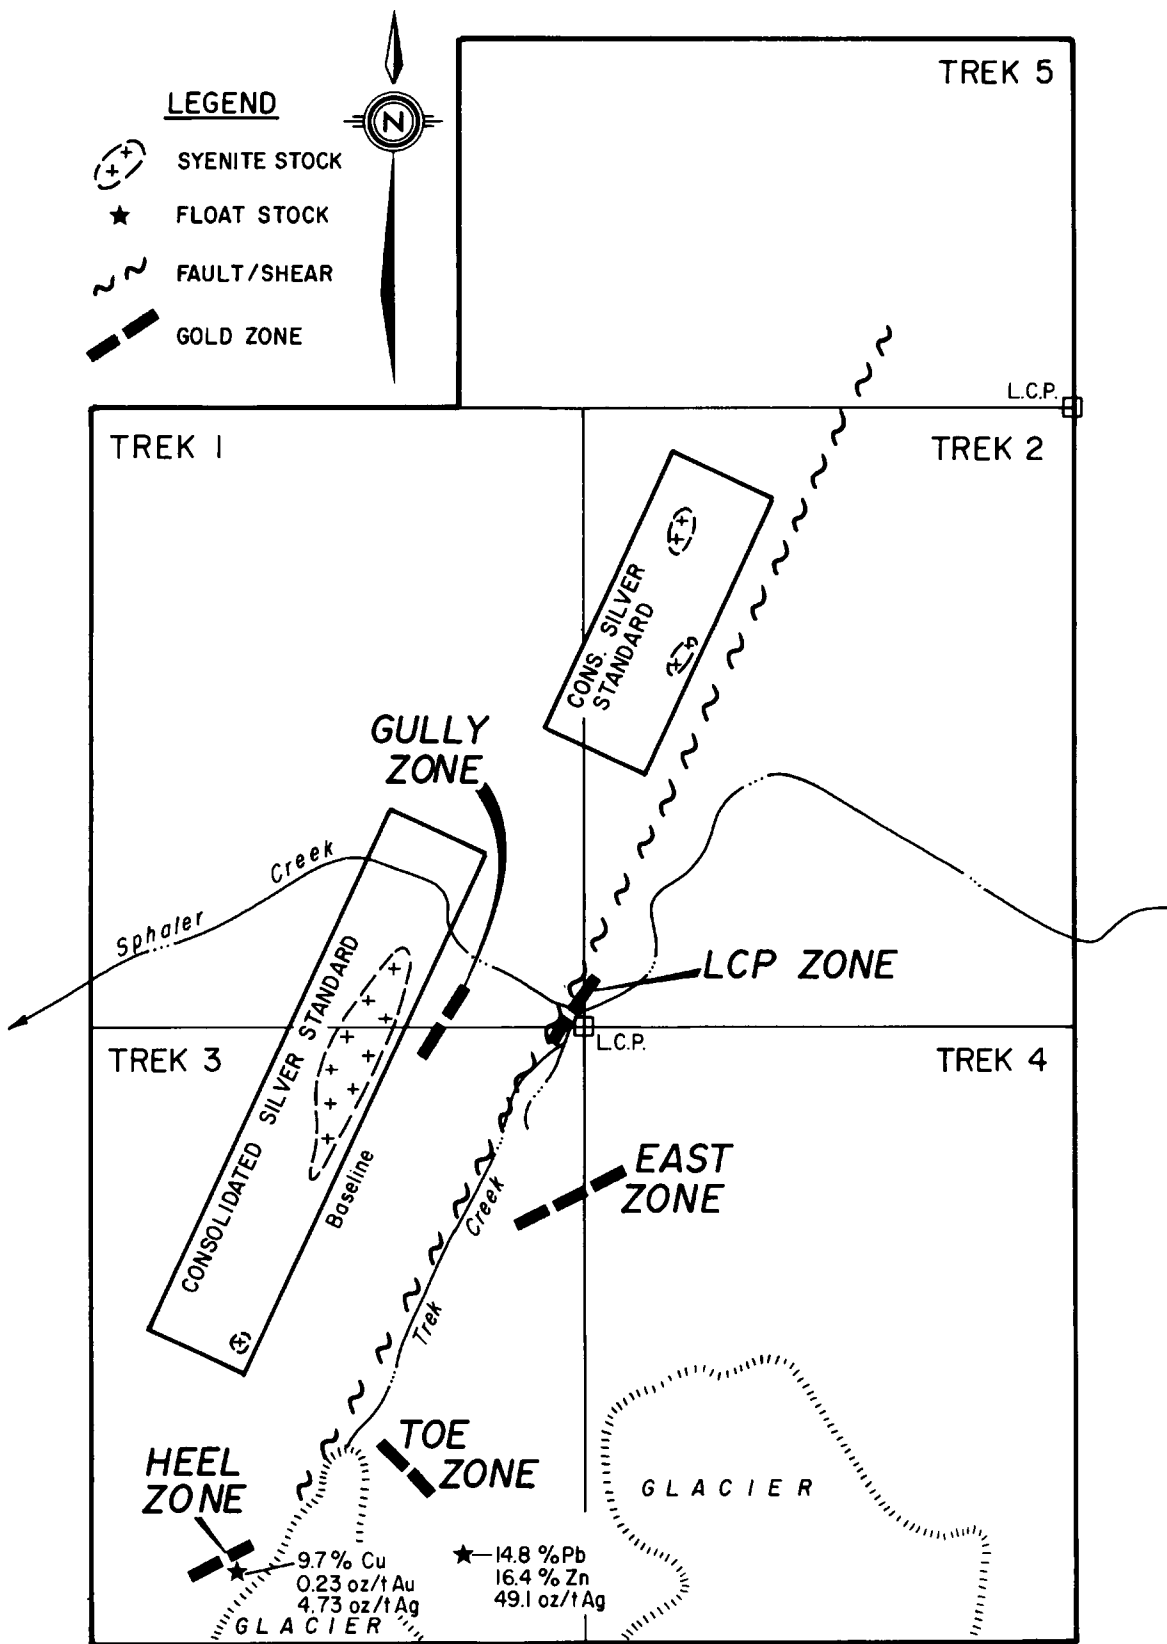 TREK 5
LEGEND
N
SYENITE STOCK
FLOAT STOCK
FAULT/SHEAR
GOLD ZONE
L.C.P.
TREK 1
TREK 2
CONS. SILVER
STANDARD
GULLY
ZONE
Sphaler Creek
LCP ZONE
CONSOLIDATED SILVER STANDARD
L.C.P.
TREK 3
TREK 4
Baseline
EAST
ZONE
Trek Creek
TOE
ZONE
HEEL
ZONE
GLACIER
9.7% Cu
0.23 oz/t Au
4.73 oz/t Ag
14.8 % Pb
16.4 % Zn
49.1 oz/t Ag
GLACIER